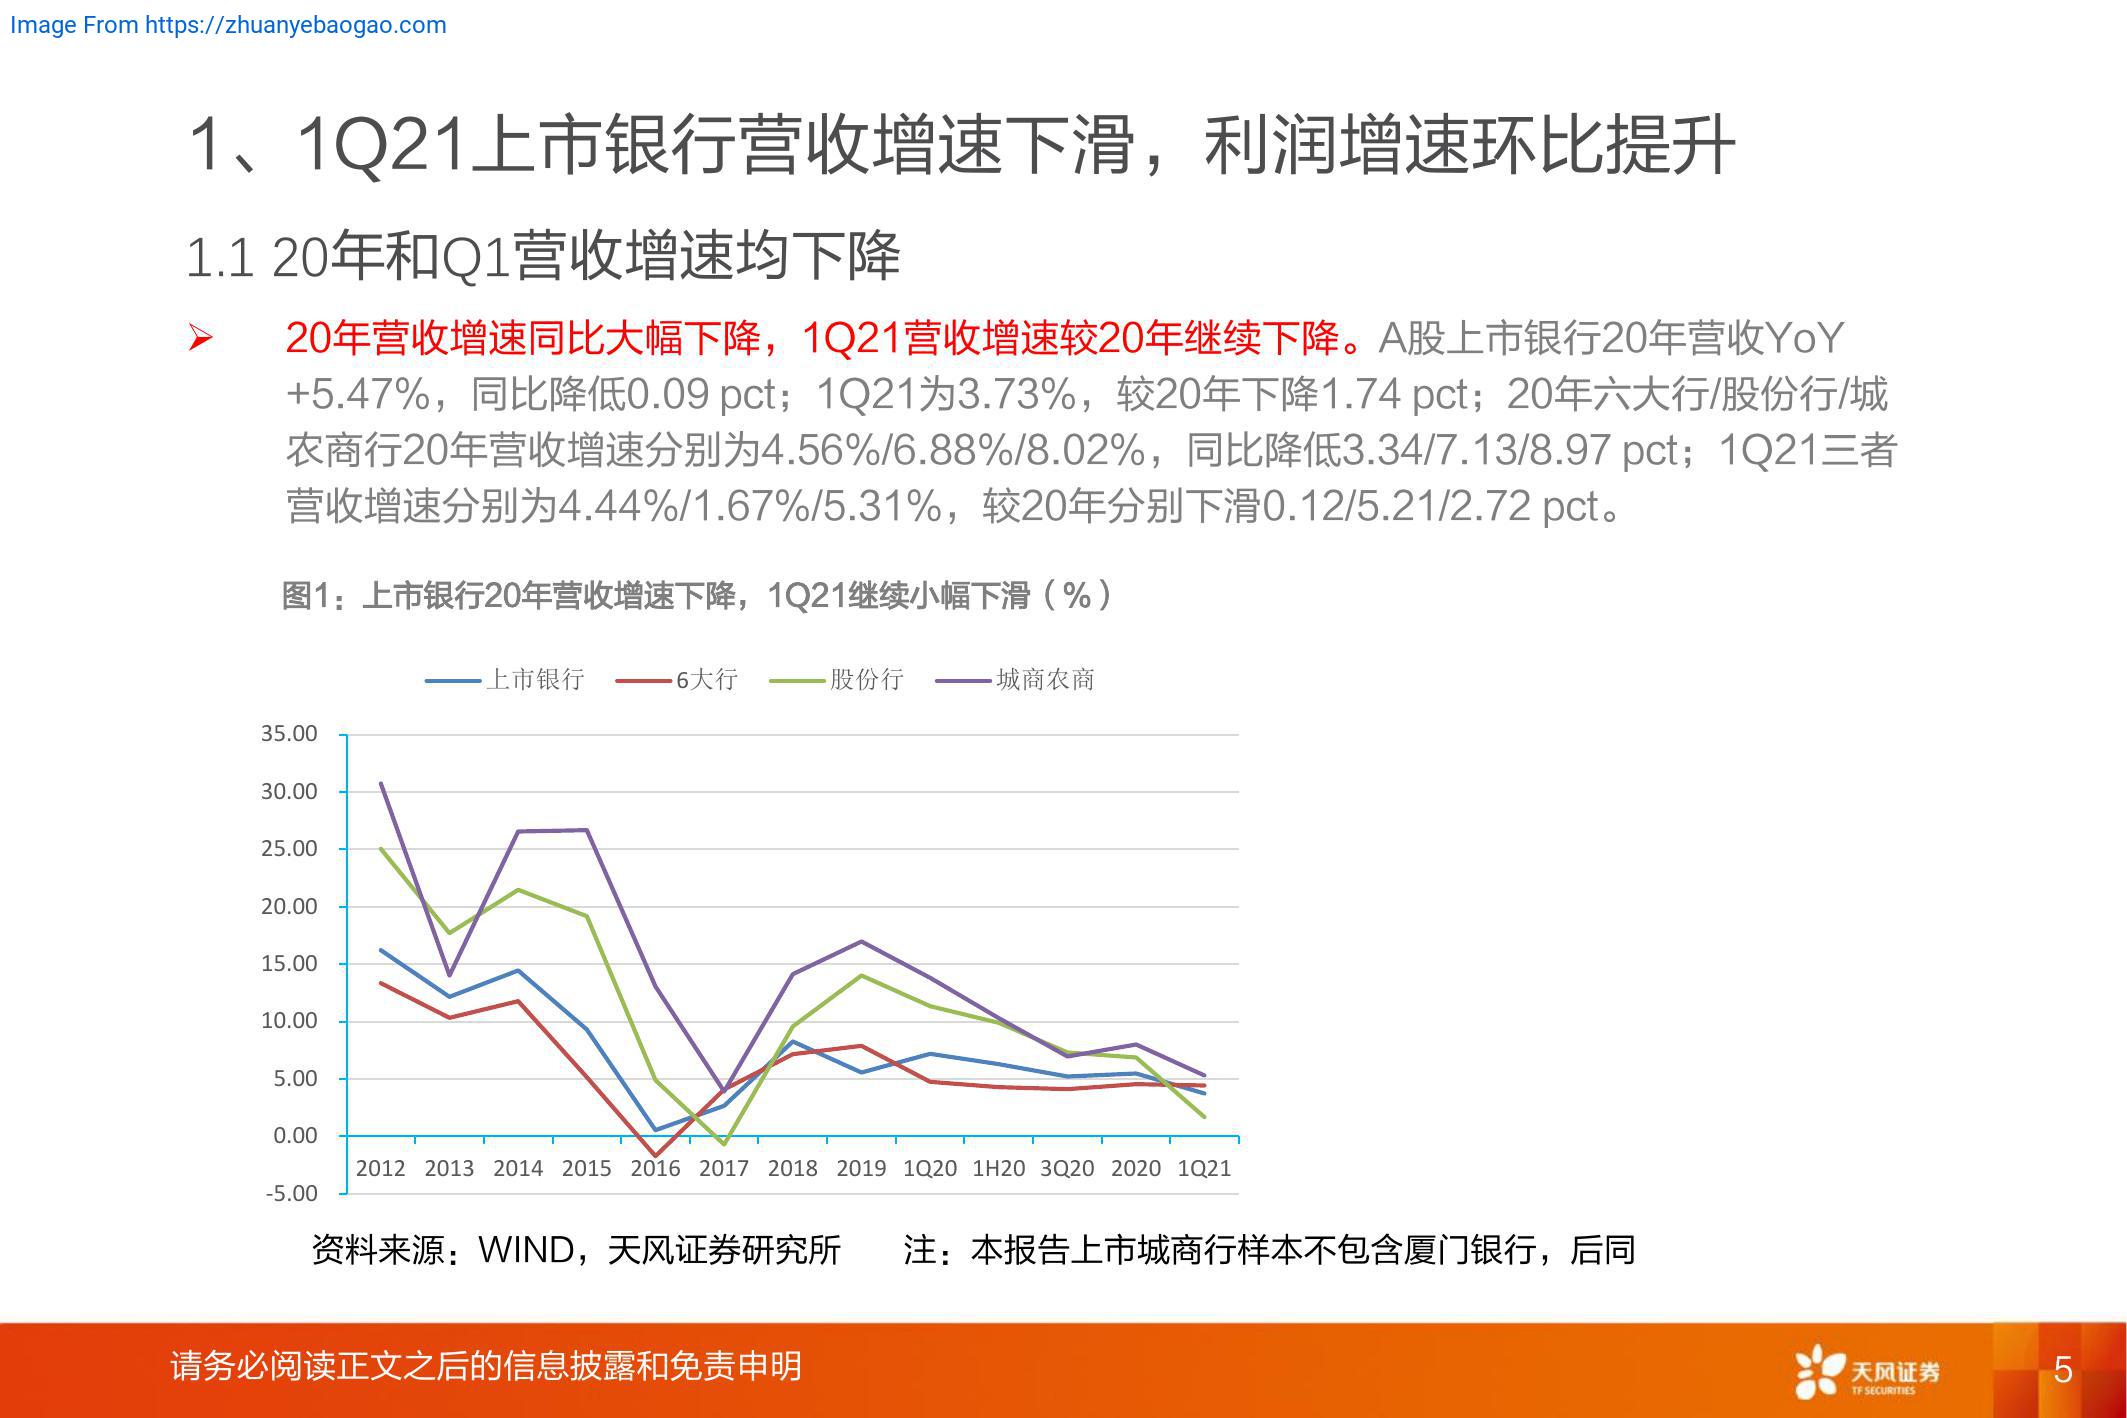 Image From https://zhuanyebaogao.com
1、1Q21上市银行营收增速下滑，利润增速环比提升
1.1 20年和Q1营收增速均下降
➢ 20年营收增速同比大幅下降，1Q21营收增速较20年继续下降。A股上市银行20年营收YoY
+5.47%，同比降低0.09 pct；1Q21为3.73%，较20年下降1.74 pct；20年六大行/股份行/城
农商行20年营收增速分别为4.56%/6.88%/8.02%，同比降低3.34/7.13/8.97 pct；1Q21三者
营收增速分别为4.44%/1.67%/5.31%，较20年分别下滑0.12/5.21/2.72 pct。
图1：上市银行20年营收增速下降，1Q21继续小幅下滑（%）
上市银行 6大行 股份行 城商农商
35.00
30.00
25.00
20.00
15.00
10.00
5.00
0.00
2012 2013 2014 2015 2016 2017 2018 2019 1Q20 1H20 3Q20 2020 1Q21
-5.00
资料来源：WIND，天风证券研究所 注：本报告上市城商行样本不包含厦门银行，后同
请务必阅读正文之后的信息披露和免责申明
天风证券
TF SECURITIES
5